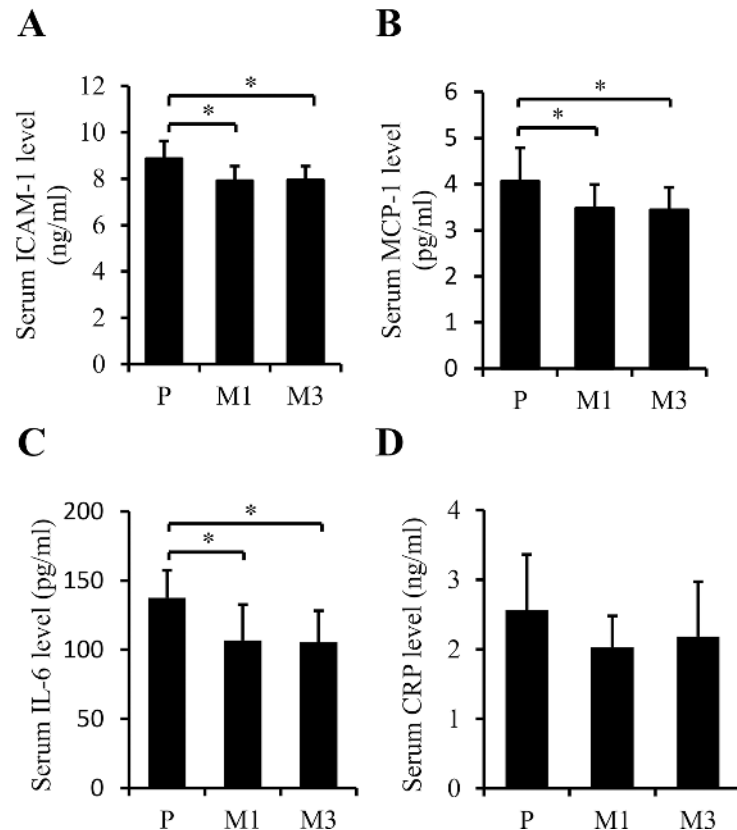 A
Serum ICAM-1 level
(ng/ml)
12
10
8
6
4
2
0
*
*
P M1 M3
B
Serum MCP-1 level
(pg/ml)
6
5
4
3
2
1
0
*
*
P M1 M3
C
Serum IL-6 level (pg/ml)
200
150
100
50
0
*
*
P M1 M3
D
Serum CRP level (ng/ml)
4
3
2
1
0
P M1 M3